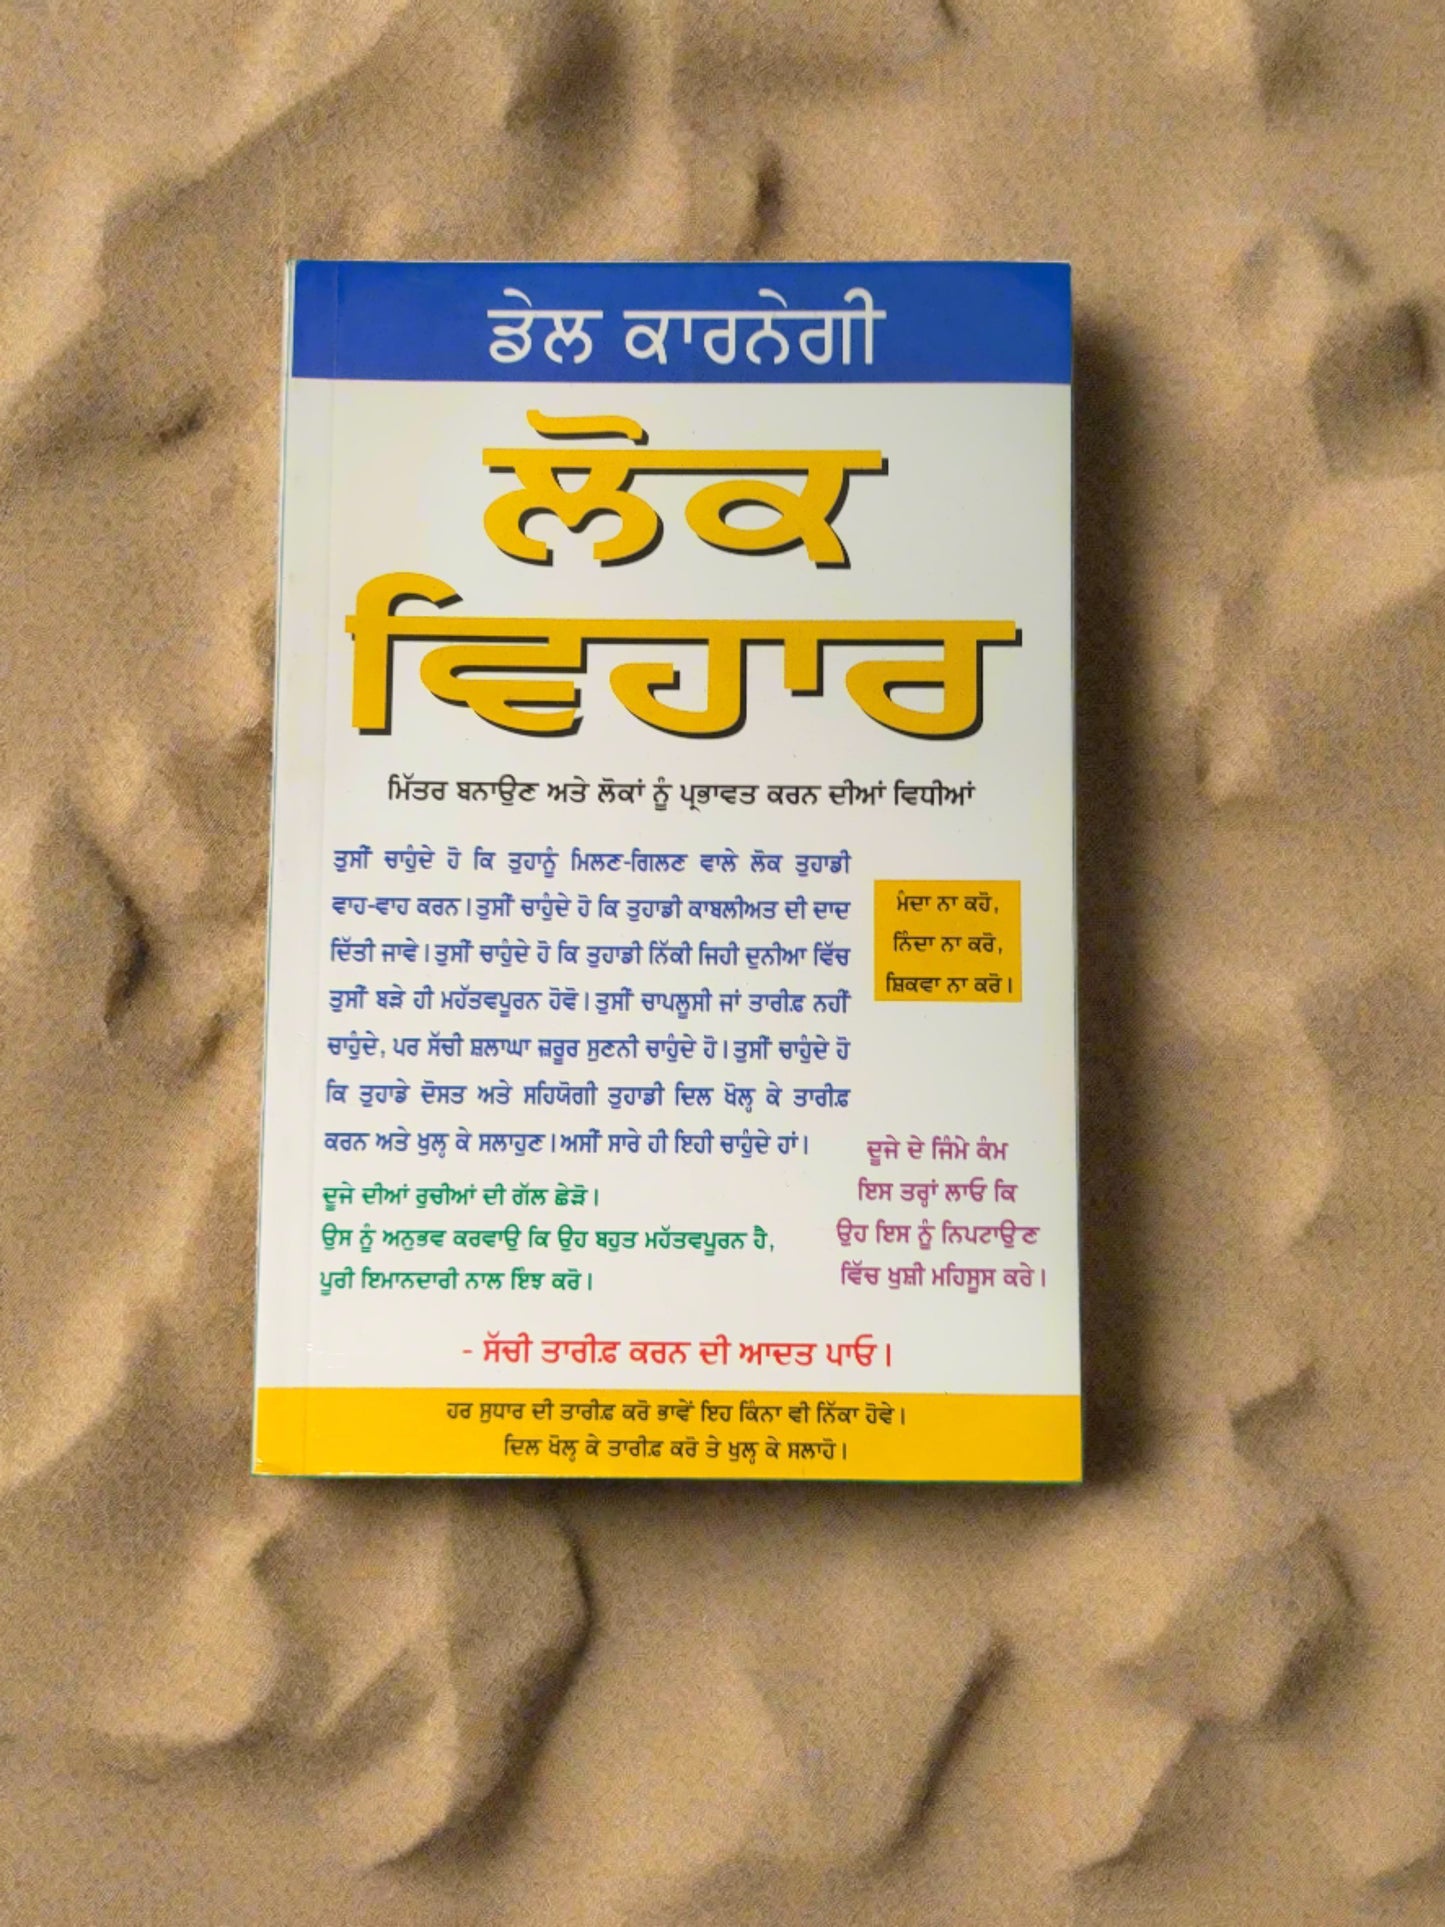 ਡੇਲ ਕਾਰਨੇਗੀ
ਲੋਕ
ਵਿਹਾਰ
ਮਿੱਤਰ ਬਨਾਉਣ ਅਤੇ ਲੋਕਾਂ ਨੂੰ ਪ੍ਰਭਾਵਤ ਕਰਨ ਦੀਆਂ ਵਿਧੀਆਂ
ਤੁਸੀਂ ਚਾਹੁੰਦੇ ਹੋ ਕਿ ਤੁਹਾਨੂੰ ਮਿਲਣ-ਗਿਲਣ ਵਾਲੇ ਲੋਕ ਤੁਹਾਡੀ
ਵਾਹ-ਵਾਹ ਕਰਨ। ਤੁਸੀਂ ਚਾਹੁੰਦੇ ਹੋ ਕਿ ਤੁਹਾਡੀ ਕਾਬਲੀਅਤ ਦੀ ਦਾਦ
ਦਿੱਤੀ ਜਾਵੇ। ਤੁਸੀਂ ਚਾਹੁੰਦੇ ਹੋ ਕਿ ਤੁਹਾਡੀ ਨਿੱਕੀ ਜਿਹੀ ਦੁਨੀਆ ਵਿੱਚ
ਤੁਸੀਂ ਬੜੇ ਹੀ ਮਹੱਤਵਪੂਰਨ ਹੋਵੋ। ਤੁਸੀਂ ਚਾਪਲੂਸੀ ਜਾਂ ਤਾਰੀਫ਼ ਨਹੀਂ
ਚਾਹੁੰਦੇ, ਪਰ ਸੱਚੀ ਸ਼ਲਾਘਾ ਜ਼ਰੂਰ ਸੁਣਨੀ ਚਾਹੁੰਦੇ ਹੋ। ਤੁਸੀਂ ਚਾਹੁੰਦੇ ਹੋ
ਕਿ ਤੁਹਾਡੇ ਦੋਸਤ ਅਤੇ ਸਹਿਯੋਗੀ ਤੁਹਾਡੀ ਦਿਲ ਖੋਲ੍ਹ ਕੇ ਤਾਰੀਫ਼
ਕਰਨ ਅਤੇ ਖੁਲ੍ਹ ਕੇ ਸਲਾਹੁਣ। ਅਸੀਂ ਸਾਰੇ ਹੀ ਇਹੀ ਚਾਹੁੰਦੇ ਹਾਂ।
ਮੰਦਾ ਨਾ ਕਹੋ,
ਨਿੰਦਾ ਨਾ ਕਰੋ,
ਸ਼ਿਕਵਾ ਨਾ ਕਰੋ।
ਦੂਜੇ ਦੀਆਂ ਰੁਚੀਆਂ ਦੀ ਗੱਲ ਛੇੜੋ।
ਉਸ ਨੂੰ ਅਨੁਭਵ ਕਰਵਾਉ ਕਿ ਉਹ ਬਹੁਤ ਮਹੱਤਵਪੂਰਨ ਹੈ,
ਪੂਰੀ ਇਮਾਨਦਾਰੀ ਨਾਲ ਇੰਝ ਕਰੋ।
ਦੂਜੇ ਦੇ ਜਿੰਮੇ ਕੰਮ
ਇਸ ਤਰ੍ਹਾਂ ਲਾਓ ਕਿ
ਉਹ ਇਸ ਨੂੰ ਨਿਪਟਾਉਣ
ਵਿੱਚ ਖੁਸ਼ੀ ਮਹਿਸੂਸ ਕਰੇ।
- ਸੱਚੀ ਤਾਰੀਫ਼ ਕਰਨ ਦੀ ਆਦਤ ਪਾਓ।
ਹਰ ਸੁਧਾਰ ਦੀ ਤਾਰੀਫ਼ ਕਰੋ ਭਾਵੇਂ ਇਹ ਕਿੰਨਾ ਵੀ ਨਿੱਕਾ ਹੋਵੇ।
ਦਿਲ ਖੋਲ੍ਹ ਕੇ ਤਾਰੀਫ਼ ਕਰੋ ਤੇ ਖੁਲ੍ਹ ਕੇ ਸਲਾਹੋ।